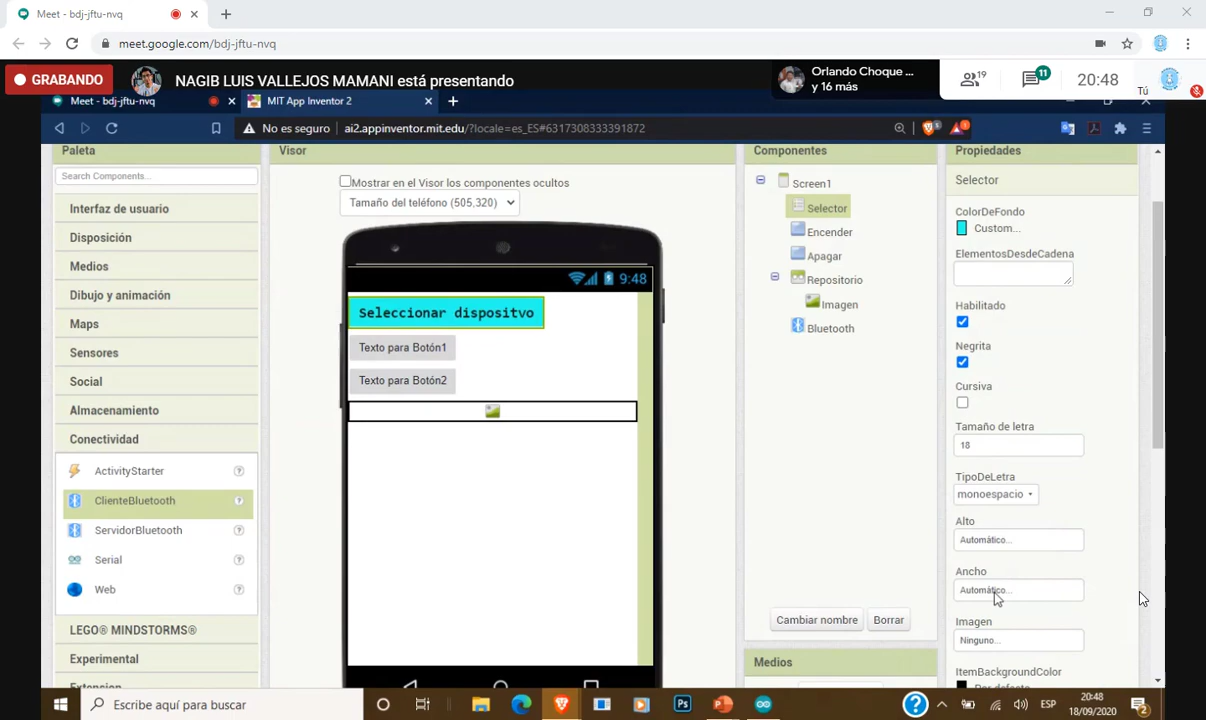 Meet - bdj-jftu-nvq
meet.google.com/bdj-jftu-nvq
GRABANDO
NAGIB LUIS VALLEJOS MAMANI está presentando
Orlando Choque ...
y 16 más
19
11
20:48
Tú
Meet - bdj-jftu-nvq
MIT App Inventor 2
No es seguro
ai2.appinventor.mit.edu/?locale=es_ES#6317308333391872
Paleta
Visor
Componentes
Propiedades
Search Components...
Interfaz de usuario
Disposición
Medios
Dibujo y animación
Maps
Sensores
Social
Almacenamiento
Conectividad
ActivityStarter
ClienteBluetooth
ServidorBluetooth
Serial
Web
LEGO® MINDSTORMS®
Experimental
Mostrar en el Visor los componentes ocultos
Tamaño del teléfono (505,320)
9:48
Seleccionar dispositvo
Texto para Botón1
Texto para Botón2
Screen1
Selector
Encender
Apagar
Repositorio
Imagen
Bluetooth
Cambiar nombre
Borrar
Medios
Selector
ColorDeFondo
Custom...
ElementosDesdeCadena
Habilitado
Negrita
Cursiva
Tamaño de letra
18
TipoDeLetra
monoespacio
Alto
Automático...
Ancho
Automático...
Imagen
Ninguno...
ItemBackgroundColor
Por defecto
Escribe aquí para buscar
ESP
20:48
18/09/2020
2